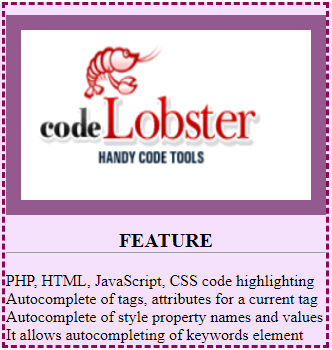 codeLobster
HANDY CODE TOOLS
FEATURE
PHP, HTML, JavaScript, CSS code highlighting
Autocomplete of tags, attributes for a current tag
Autocomplete of style property names and values
It allows autocompleting of keywords element